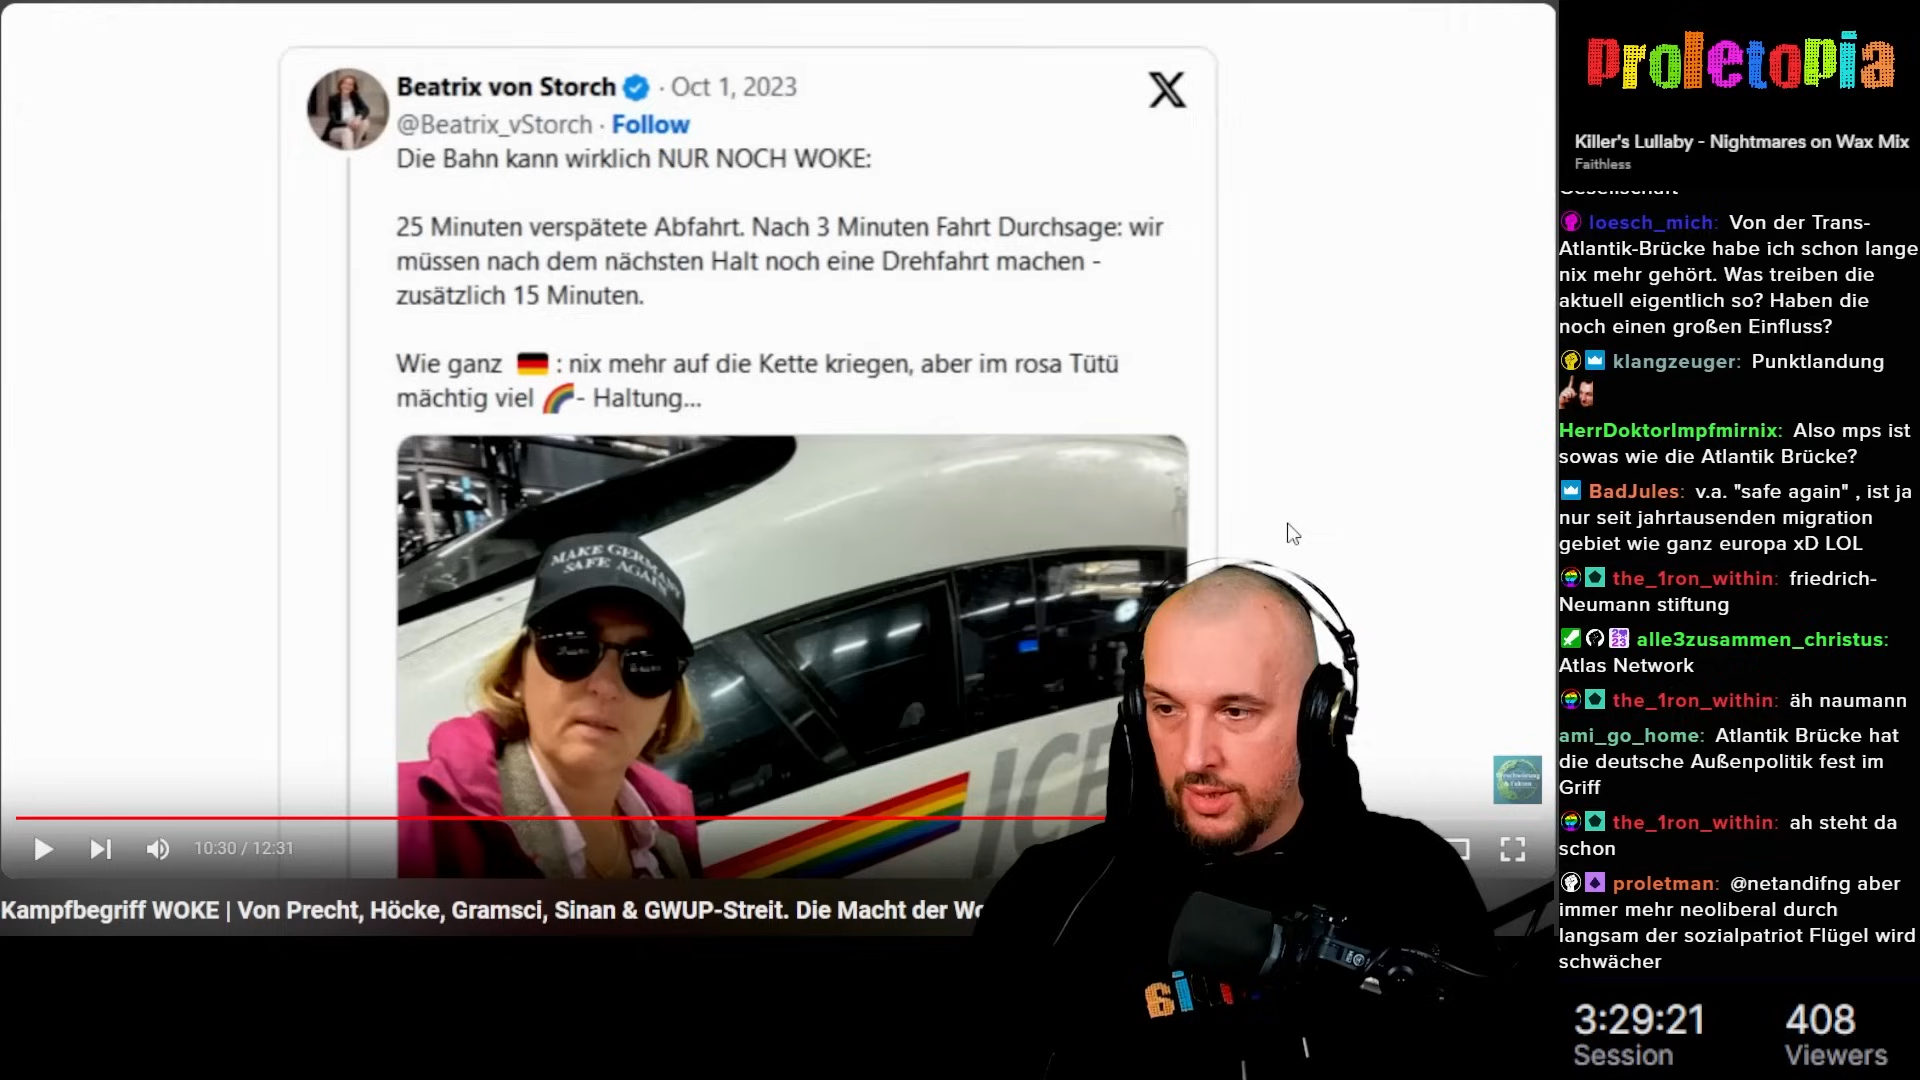 Beatrix von Storch · Oct 1, 2023
@Beatrix_vStorch · Follow
Die Bahn kann wirklich NUR NOCH WOKE:
25 Minuten verspätete Abfahrt. Nach 3 Minuten Fahrt Durchsage: wir
müssen nach dem nächsten Halt noch eine Drehfahrt machen -
zusätzlich 15 Minuten.
Wie ganz 🇩🇪 : nix mehr auf die Kette kriegen, aber im rosa Tütü
mächtig viel 🌈- Haltung...
MAKE GERMANY
SAFE AGAIN
ICE
10:30 / 12:31
Kampfbegriff WOKE | Von Precht, Höcke, Gramsci, Sinan & GWUP-Streit. Die Macht der Wo
Proletopia
Killer's Lullaby - Nightmares on Wax Mix
Faithless
Gesellschaft
loesch_mich: Von der Trans-
Atlantik-Brücke habe ich schon lange
nix mehr gehört. Was treiben die
aktuell eigentlich so? Haben die
noch einen großen Einfluss?
klangzeuger: Punktlandung
HerrDoktorImpfmirnix: Also mps ist
sowas wie die Atlantik Brücke?
BadJules: v.a. "safe again" , ist ja
nur seit jahrtausenden migration
gebiet wie ganz europa xD LOL
the_1ron_within: friedrich-
Neumann stiftung
alle3zusammen_christus:
Atlas Network
the_1ron_within: äh naumann
ami_go_home: Atlantik Brücke hat
die deutsche Außenpolitik fest im
Griff
the_1ron_within: ah steht da
schon
proletman: @netandifng aber
immer mehr neoliberal durch
langsam der sozialpatriot Flügel wird
schwächer
3:29:21
Session
408
Viewers